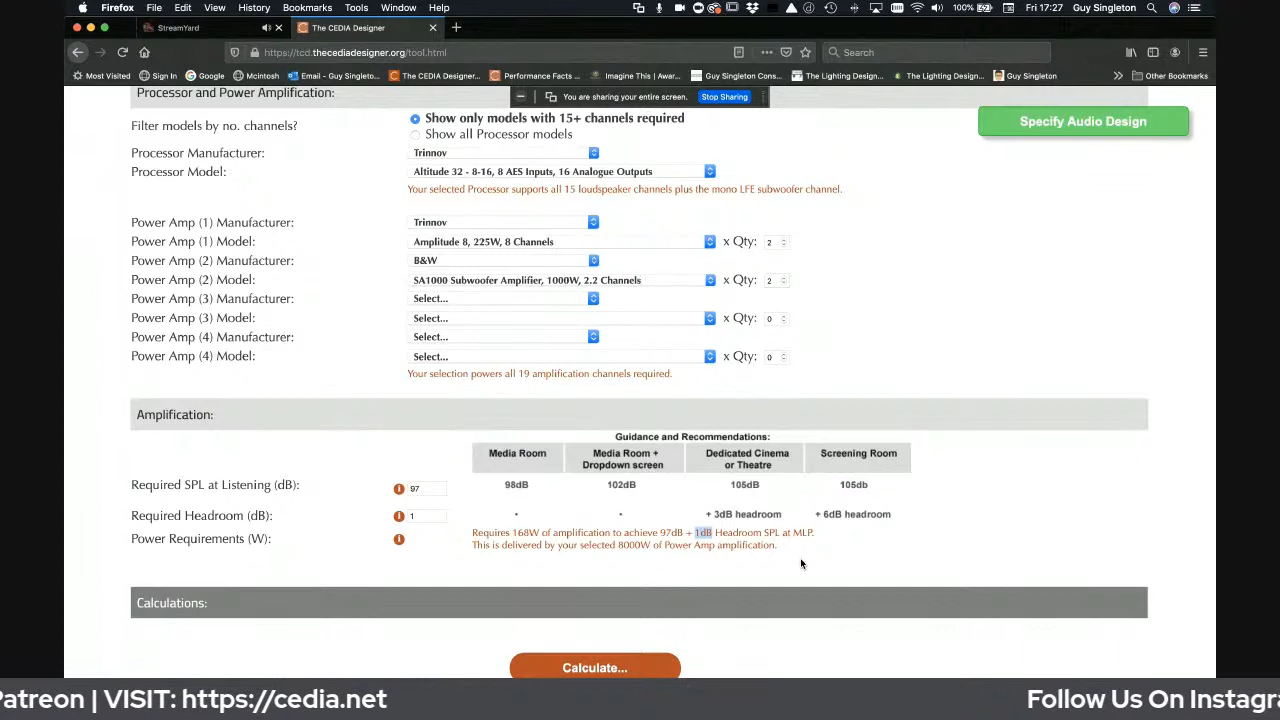 Firefox File Edit View History Bookmarks Tools Window Help 100% Fri 17:27 Guy Singleton
StreamYard The CEDIA Designer
https://tcd.thecediadesigner.org/tool.html Search
Most Visited Sign In Google Mcintosh Email - Guy Singleto... The CEDIA Designer... Performance Facts ... Imagine This | Awar... Guy Singleton Cons... The Lighting Design... The Lighting Design... Guy Singleton Other Bookmarks
Processor and Power Amplification:
You are sharing your entire screen. Stop Sharing
Filter models by no. channels? Show only models with 15+ channels required
Show all Processor models
Specify Audio Design
Processor Manufacturer: Trinnov
Processor Model: Altitude 32 - 8-16, 8 AES Inputs, 16 Analogue Outputs
Your selected Processor supports all 15 loudspeaker channels plus the mono LFE subwoofer channel.
Power Amp (1) Manufacturer: Trinnov
Power Amp (1) Model: Amplitude 8, 225W, 8 Channels x Qty: 2
Power Amp (2) Manufacturer: B&W
Power Amp (2) Model: SA1000 Subwoofer Amplifier, 1000W, 2.2 Channels x Qty: 2
Power Amp (3) Manufacturer: Select...
Power Amp (3) Model: Select... x Qty: 0
Power Amp (4) Manufacturer: Select...
Power Amp (4) Model: Select... x Qty: 0
Your selection powers all 19 amplification channels required.
Amplification:
Guidance and Recommendations:
Media Room Media Room + Dropdown screen Dedicated Cinema or Theatre Screening Room
Required SPL at Listening (dB): 97 98dB 102dB 105dB 105db
Required Headroom (dB): 1 - - + 3dB headroom + 6dB headroom
Power Requirements (W): Requires 168W of amplification to achieve 97dB + 1dB Headroom SPL at MLP.
This is delivered by your selected 8000W of Power Amp amplification.
Calculations:
Calculate...
Patreon | VISIT: https://cedia.net Follow Us On Instagra